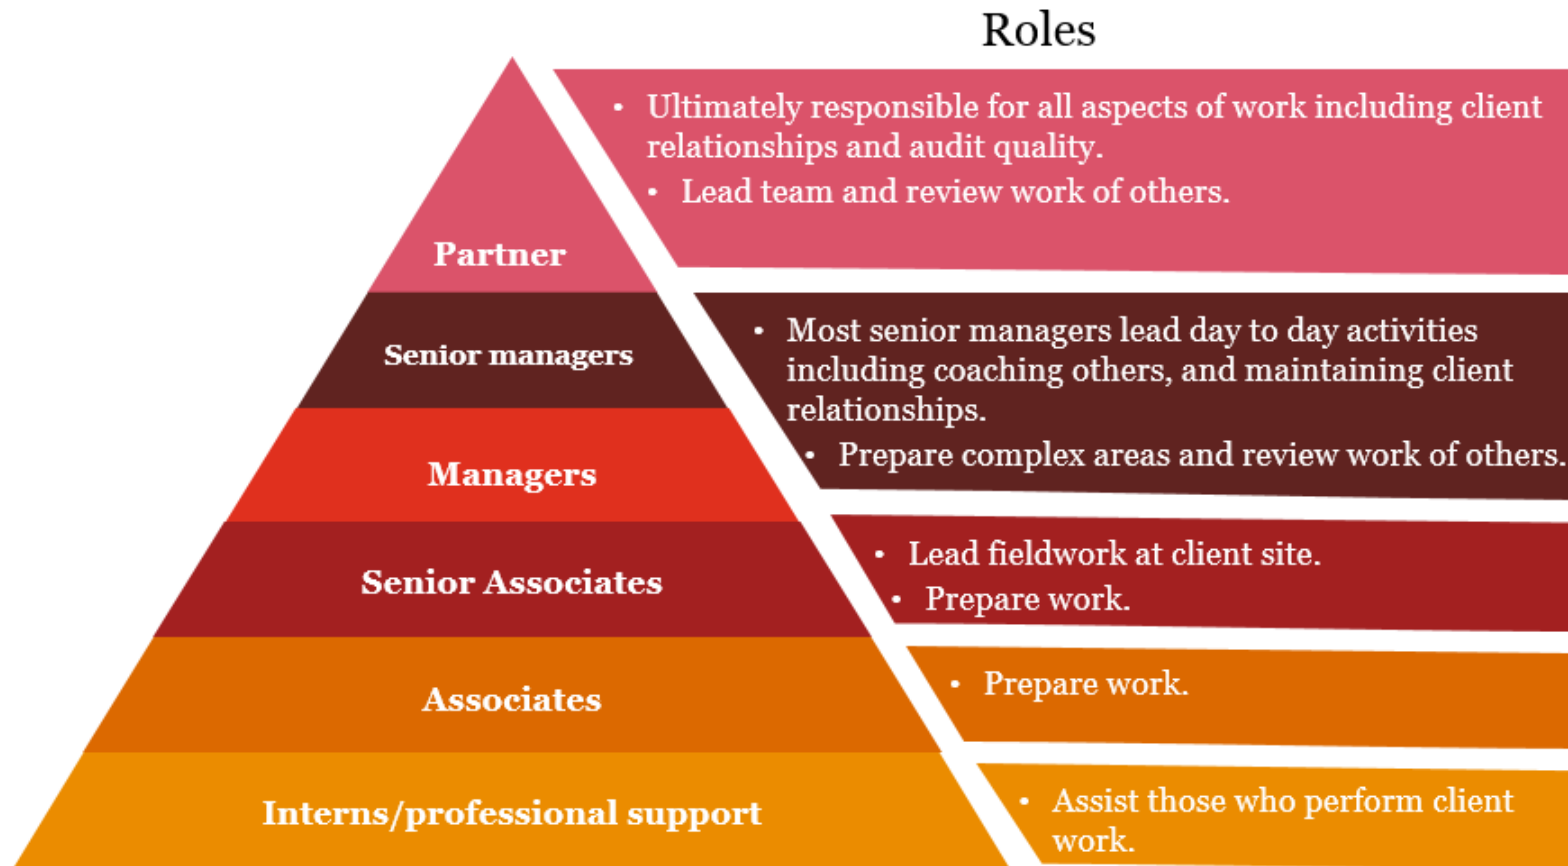 Roles
Partner
• Ultimately responsible for all aspects of work including client
relationships and audit quality.
• Lead team and review work of others.
Senior managers
• Most senior managers lead day to day activities
including coaching others, and maintaining client
relationships.
• Prepare complex areas and review work of others.
Managers
Senior Associates
• Lead fieldwork at client site.
• Prepare work.
Associates
• Prepare work.
Interns/professional support
• Assist those who perform client
work.